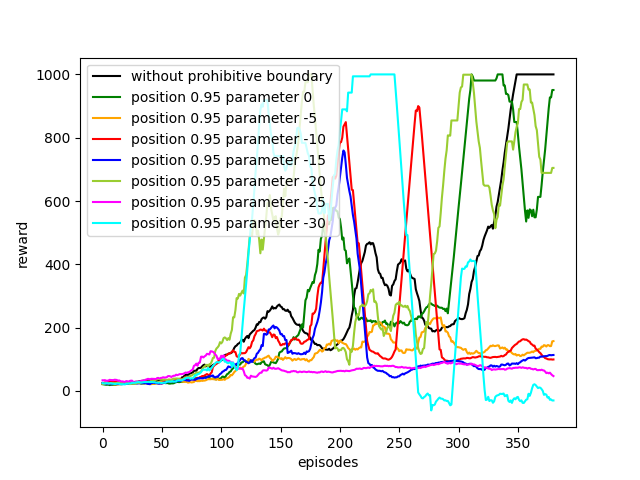 1000
800
600
400
200
0
reward
without prohibitive boundary
position 0.95 parameter 0
position 0.95 parameter -5
position 0.95 parameter -10
position 0.95 parameter -15
position 0.95 parameter -20
position 0.95 parameter -25
position 0.95 parameter -30
0 50 100 150 200 250 300 350
episodes